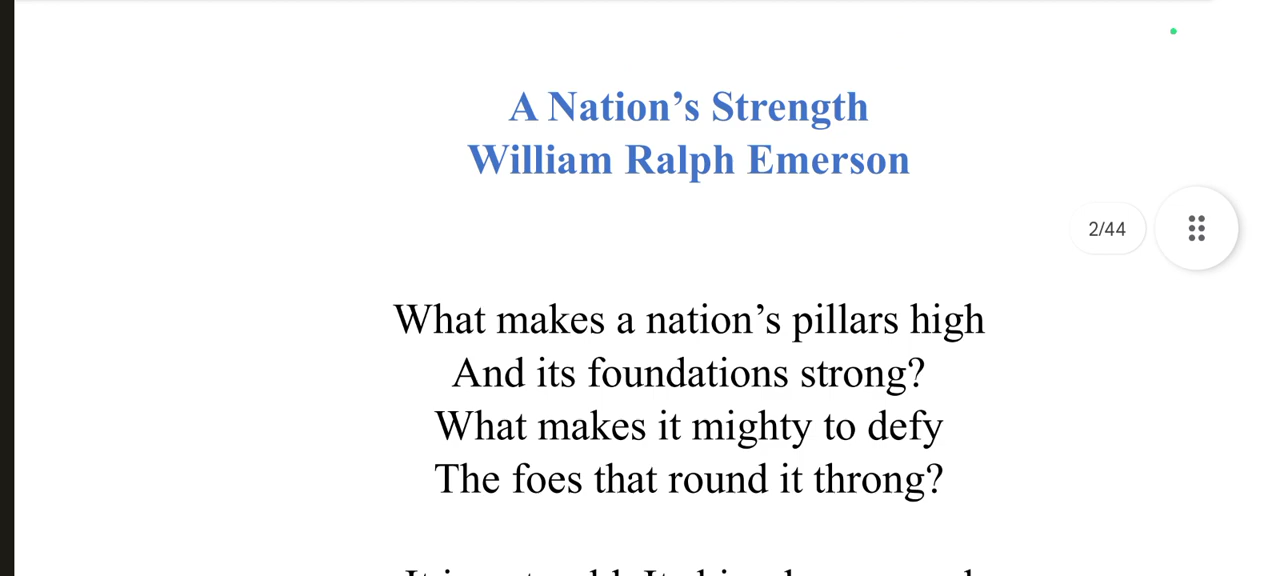 A Nation’s Strength
William Ralph Emerson
2/44
What makes a nation’s pillars high
And its foundations strong?
What makes it mighty to defy
The foes that round it throng?